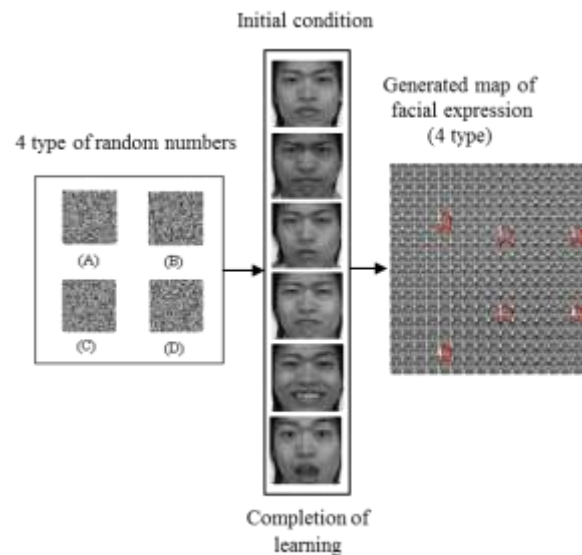 Initial condition
Generated map of
facial expression
(4 type)
4 type of random numbers
(A)
(B)
(C)
(D)
Completion of
learning